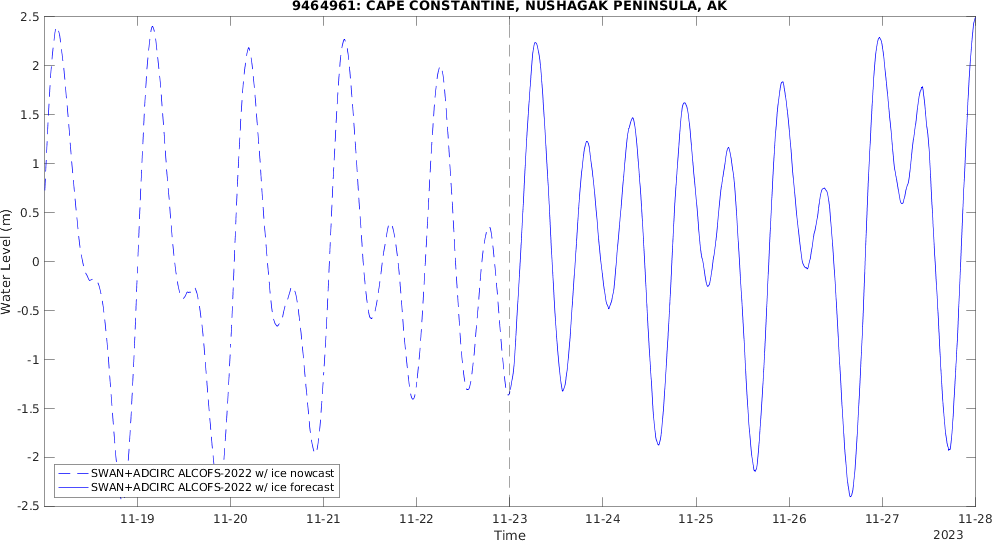 9464961: CAPE CONSTANTINE, NUSHAGAK PENINSULA, AK
2.5
2
1.5
1
0.5
0
-0.5
-1
-1.5
-2
-2.5
Water Level (m)
SWAN+ADCIRC ALCOFS-2022 w/ ice nowcast
SWAN+ADCIRC ALCOFS-2022 w/ ice forecast
11-19 11-20 11-21 11-22 11-23 11-24 11-25 11-26 11-27 11-28
Time
2023